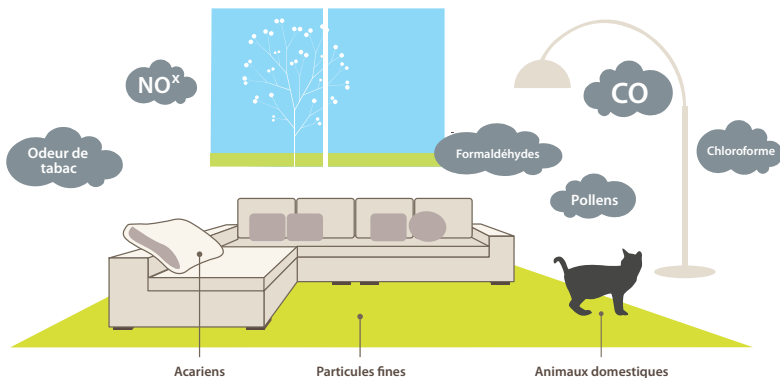 NOx
CO
Odeur de
tabac
Formaldéhydes
Chloroforme
Pollens
Acariens
Particules fines
Animaux domestiques